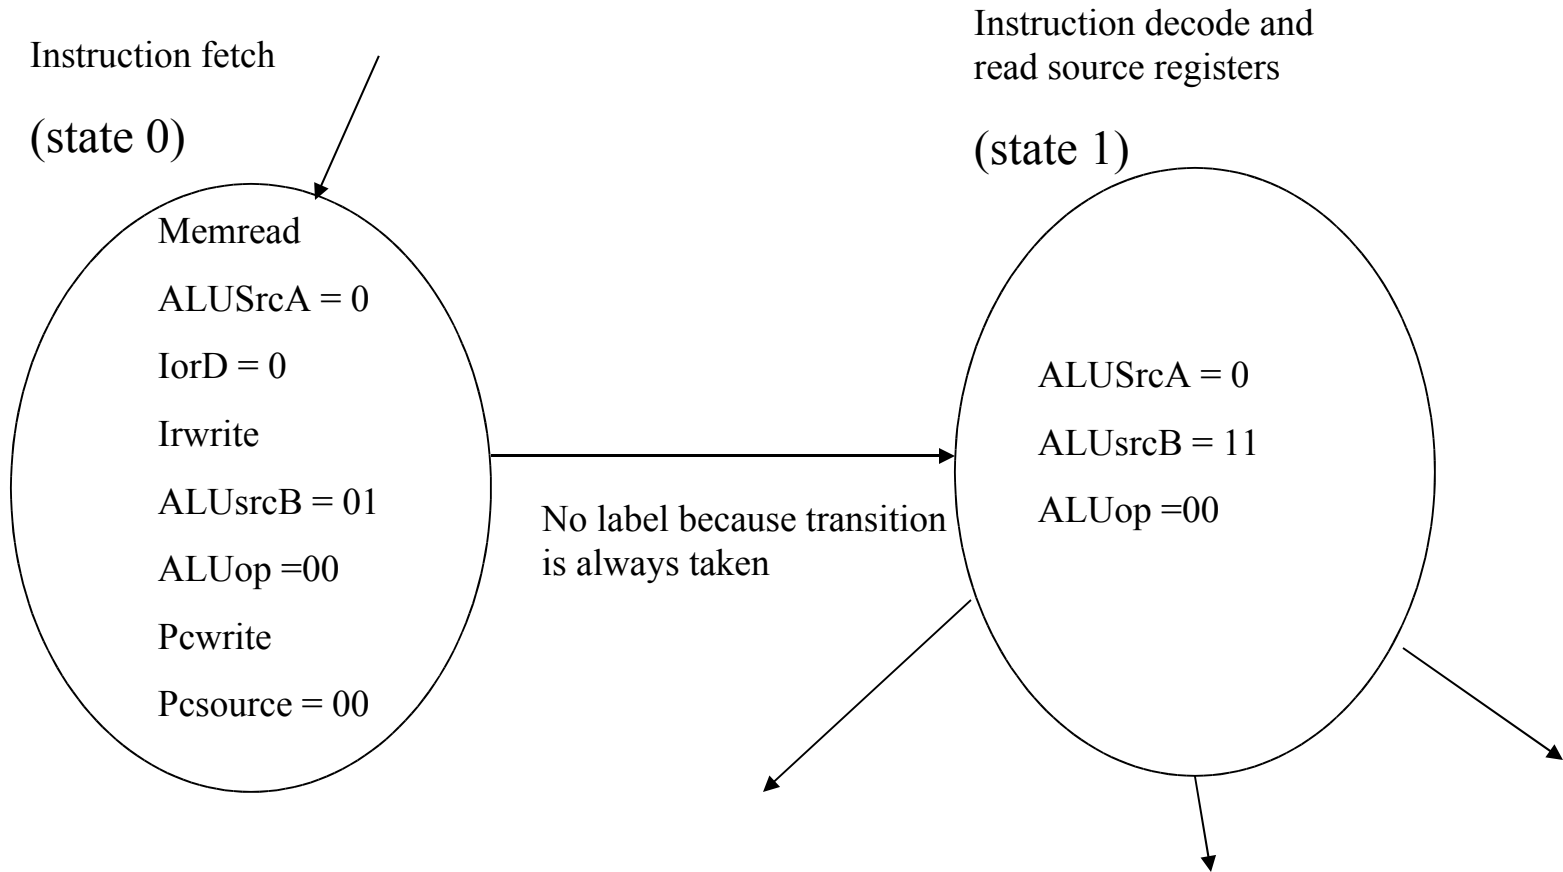 Instruction fetch
(state 0)
Memread
ALUSrcA = 0
IorD = 0
Irwrite
ALUsrcB = 01
ALUop =00
Pcwrite
Pcsource = 00
No label because transition
is always taken
Instruction decode and
read source registers
(state 1)
ALUSrcA = 0
ALUsrcB = 11
ALUop =00